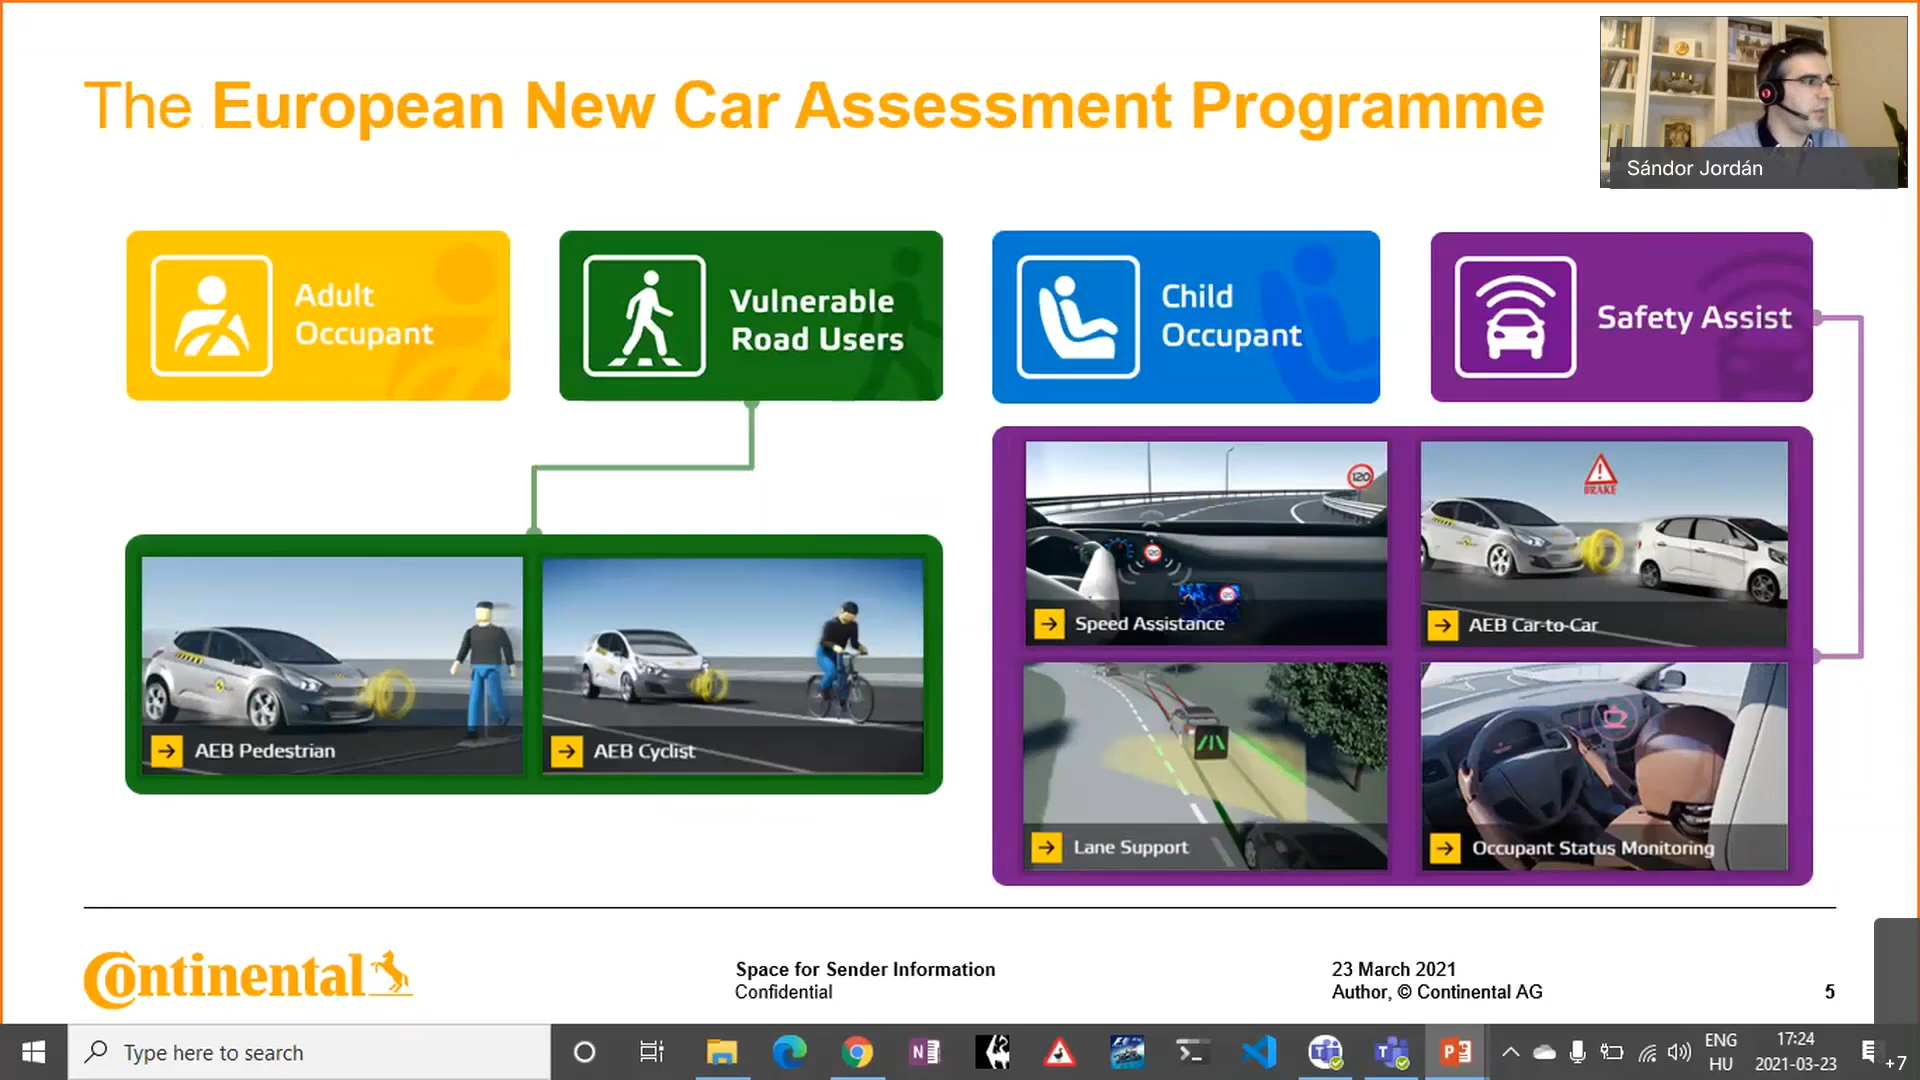 The European New Car Assessment Programme
Sándor Jordán
Adult
Occupant
Vulnerable
Road Users
Child
Occupant
Safety Assist
120
120
BRAKE
Speed Assistance
AEB Car-to-Car
AEB Pedestrian
AEB Cyclist
Lane Support
Occupant Status Monitoring
Continental
Space for Sender Information
Confidential
23 March 2021
Author, © Continental AG
5
Type here to search
ENG
HU
17:24
2021-03-23
+7